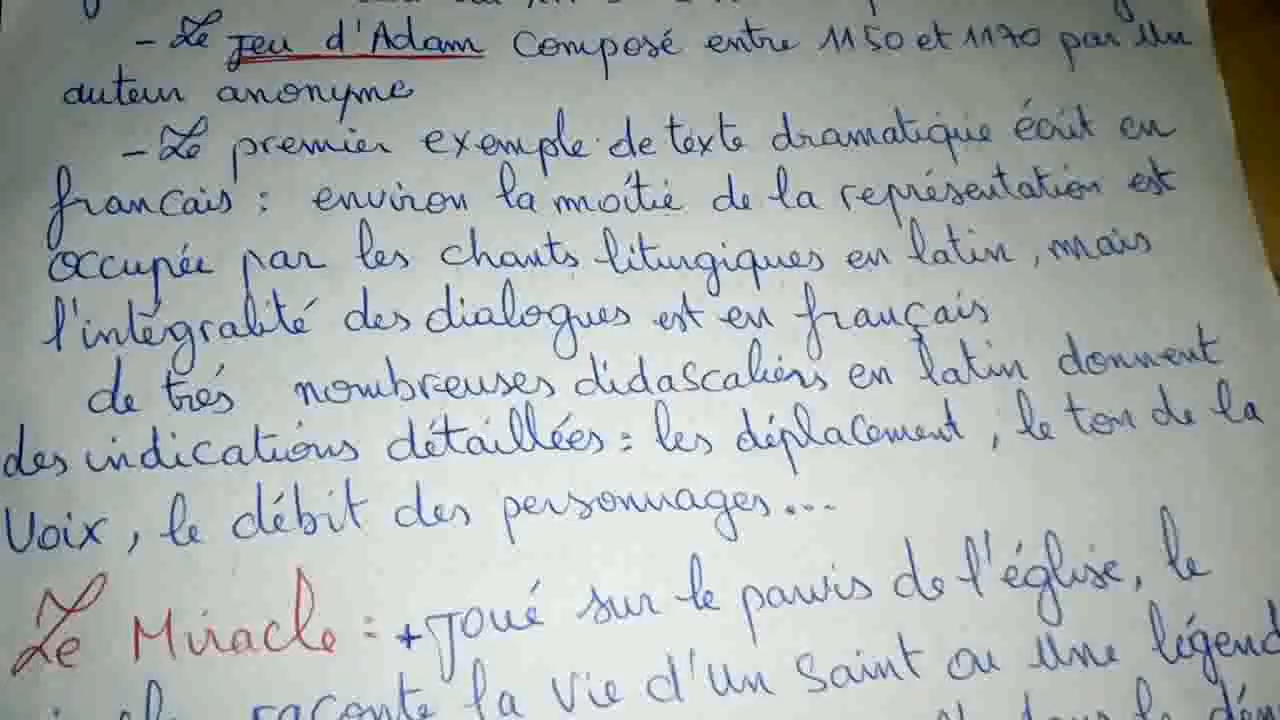 - Le jeu d'Adam composé entre 1150 et 1170 par un
auteur anonyme
- Le premier exemple de texte dramatique écrit en
francais : environ la moitié de la représentation est
occupée par les chants liturgiques en latin, mais
l'intégralité des dialogues est en français
de trés nombreuses didascaliens en latin donnent
des indications détaillées : les déplacement, le ton de la
Voix, le débit des personnages...
Le Miracle : + Joué sur le parvis de l'église, le
raconte la vie d'un Saint ou une légend